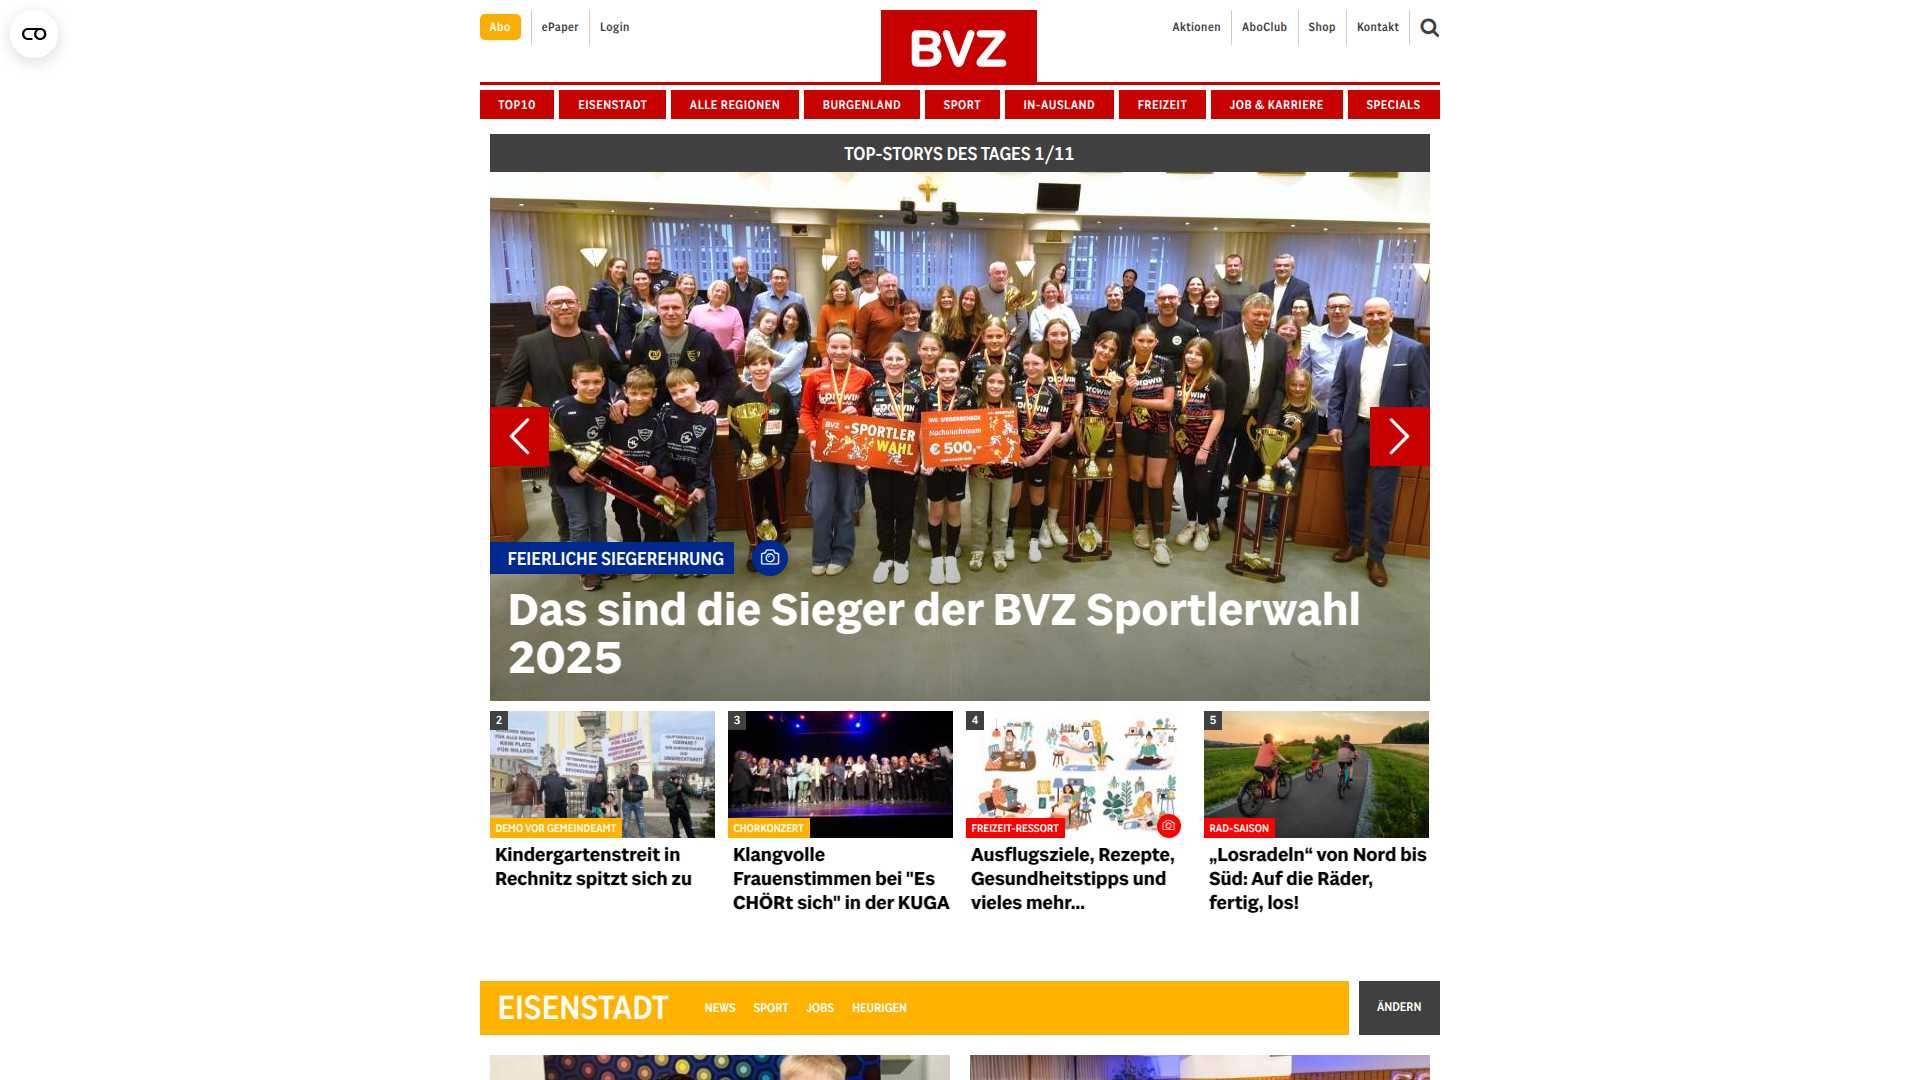 Abo
ePaper
Login
BVZ
Aktionen
AboClub
Shop
Kontakt
TOP10
EISENSTADT
ALLE REGIONEN
BURGENLAND
SPORT
IN-AUSLAND
FREIZEIT
JOB & KARRIERE
SPECIALS
TOP-STORYS DES TAGES 1/11
BVZ
-SPORTLER
WAHL
BVZ SIEGERSCHECK
Nachwuchsteam
€ 500,-
FEIERLICHE SIEGEREHRUNG
Das sind die Sieger der BVZ Sportlerwahl
2025
2
DEMO VOR GEMEINDEAMT
Kindergartenstreit in
Rechnitz spitzt sich zu
3
CHORKONZERT
Klangvolle
Frauenstimmen bei "Es
CHÖRt sich" in der KUGA
4
FREIZEIT-RESSORT
Ausflugsziele, Rezepte,
Gesundheitstipps und
vieles mehr...
5
RAD-SAISON
„Losradeln“ von Nord bis
Süd: Auf die Räder,
fertig, los!
EISENSTADT
NEWS
SPORT
JOBS
HEURIGEN
ÄNDERN